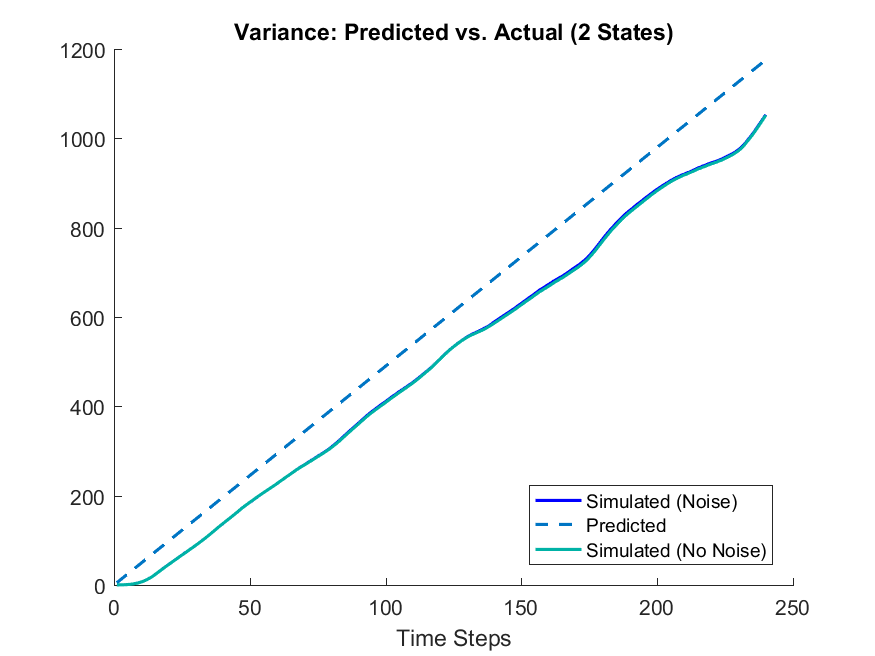 Variance: Predicted vs. Actual (2 States)
1200
1000
800
600
400
200
0
0 50 100 150 200 250
Time Steps
Simulated (Noise)
Predicted
Simulated (No Noise)